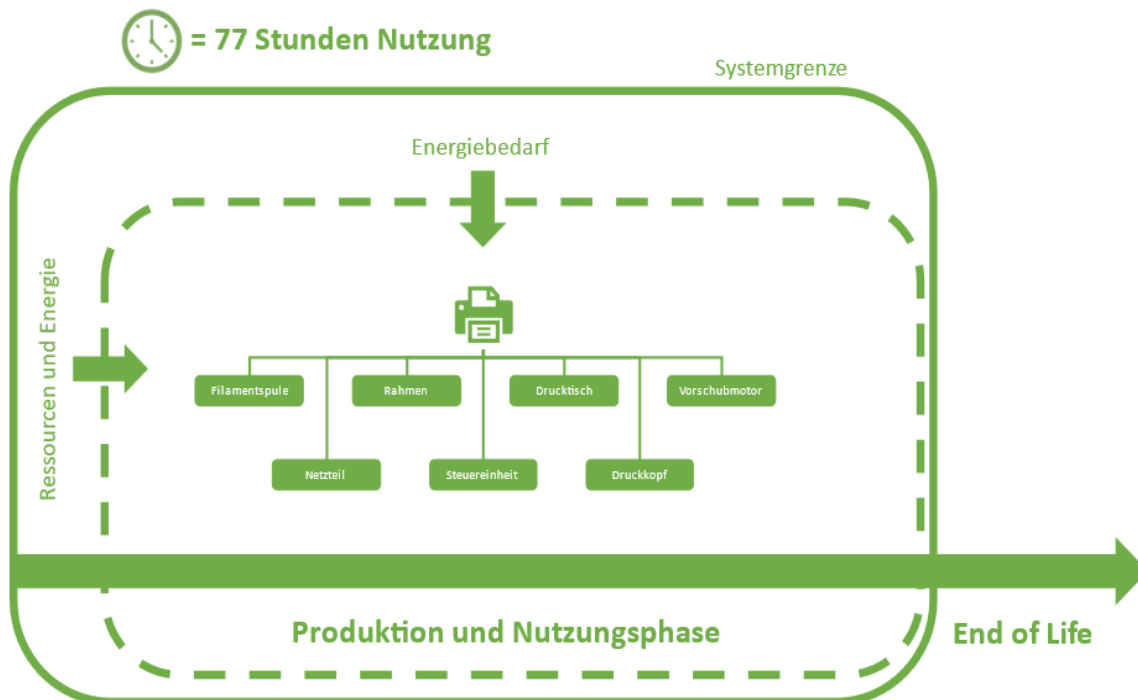 = 77 Stunden Nutzung
Systemgrenze
Energiebedarf
Ressourcen und Energie
Filamentspule
Rahmen
Drucktisch
Vorschubmotor
Netzteil
Steuereinheit
Druckkopf
Produktion und Nutzungsphase
End of Life